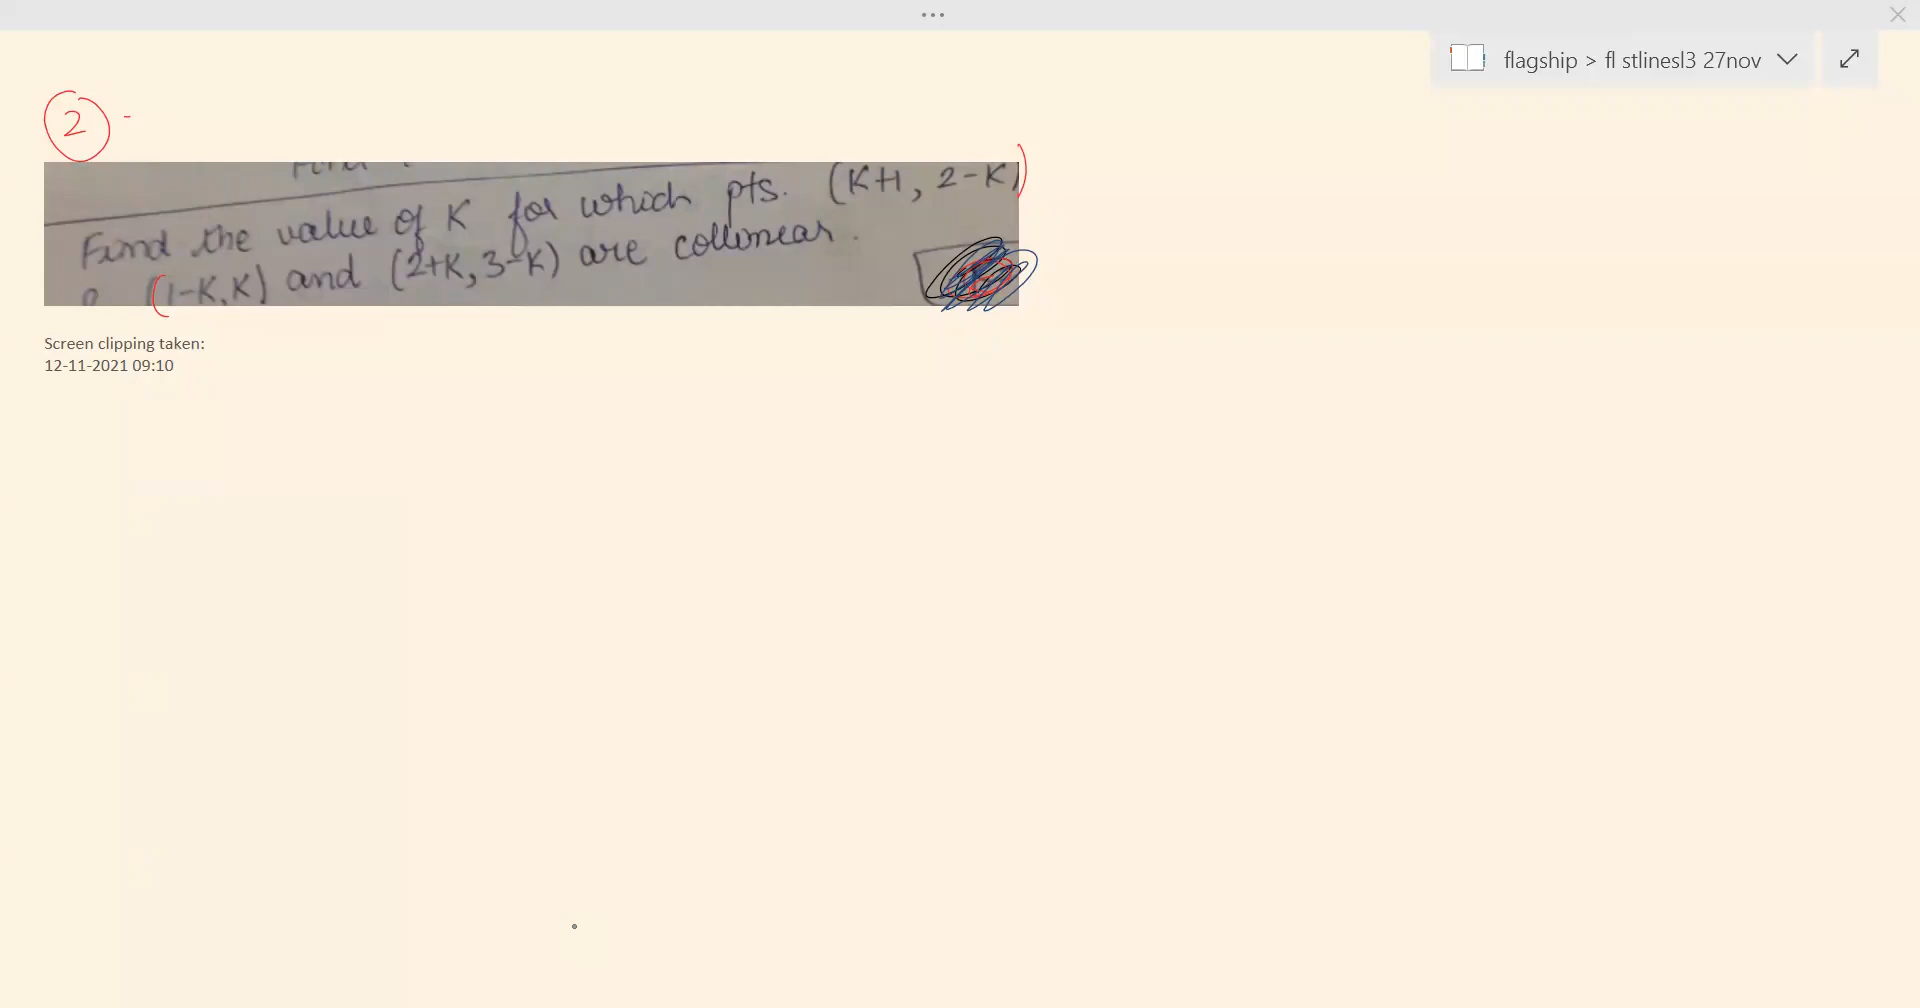 flagship > fl stlinesl3 27nov
2 -
Find the value of K for which pts. (K+1, 2-K)
(1-K, K) and (2+K, 3-K) are collinear.
Screen clipping taken:
12-11-2021 09:10